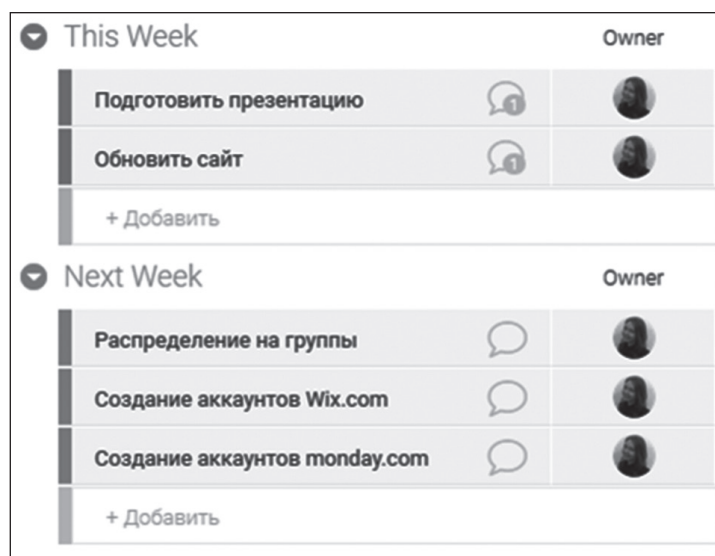 This Week Owner
Подготовить презентацию 1
Обновить сайт 1
+ Добавить
Next Week Owner
Распределение на группы
Создание аккаунтов Wix.com
Создание аккаунтов monday.com
+ Добавить